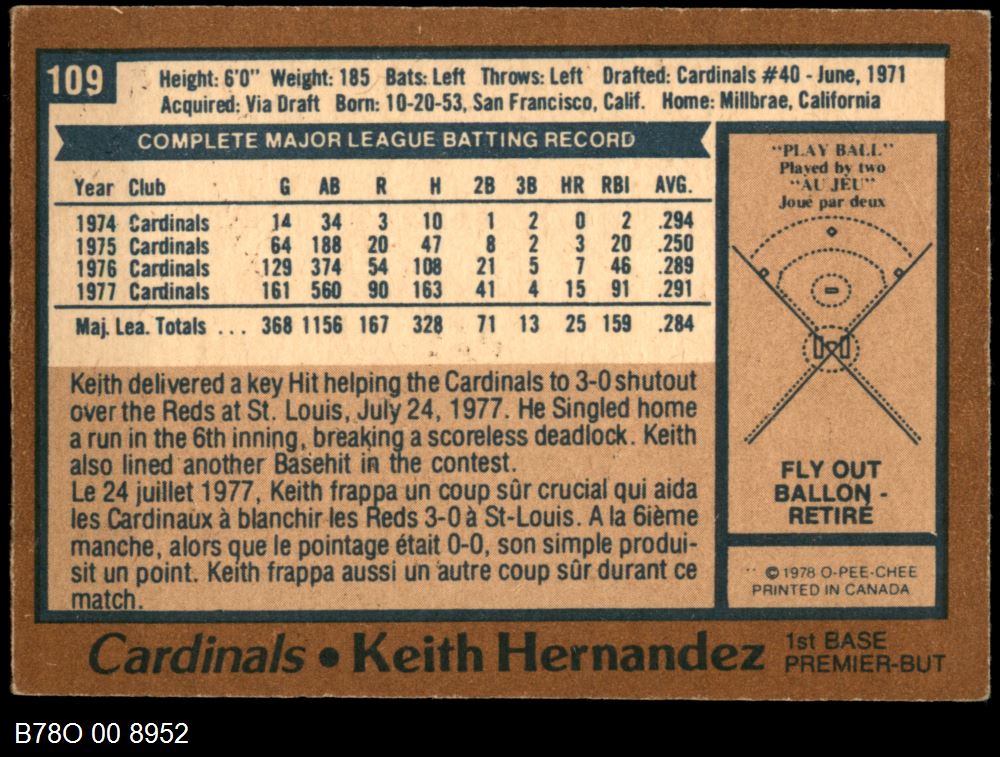 109
Height: 6'0" Weight: 185 Bats: Left Throws: Left Drafted: Cardinals #40 - June, 1971
Acquired: Via Draft Born: 10-20-53, San Francisco, Calif. Home: Millbrae, California
COMPLETE MAJOR LEAGUE BATTING RECORD
Year Club G AB R H 2B 3B HR RBI AVG.
1974 Cardinals 14 34 3 10 1 2 0 2 .294
1975 Cardinals 64 188 20 47 8 2 3 20 .250
1976 Cardinals 129 374 54 108 21 5 7 46 .289
1977 Cardinals 161 560 90 163 41 4 15 91 .291
Maj. Lea. Totals ... 368 1156 167 328 71 13 25 159 .284
Keith delivered a key Hit helping the Cardinals to 3-0 shutout
over the Reds at St. Louis, July 24, 1977. He Singled home
a run in the 6th inning, breaking a scoreless deadlock. Keith
also lined another Basehit in the contest.
Le 24 juillet 1977, Keith frappa un coup sûr crucial qui aida
les Cardinaux à blanchir les Reds 3-0 à St-Louis. A la 6ième
manche, alors que le pointage était 0-0, son simple produi-
sit un point. Keith frappa aussi un autre coup sûr durant ce
match.
"PLAY BALL"
Played by two
"AU JEU"
Joué par deux
FLY OUT
BALLON -
RETIRÉ
© 1978 O-PEE-CHEE
PRINTED IN CANADA
Cardinals • Keith Hernandez
1st BASE
PREMIER-BUT
B78O 00 8952